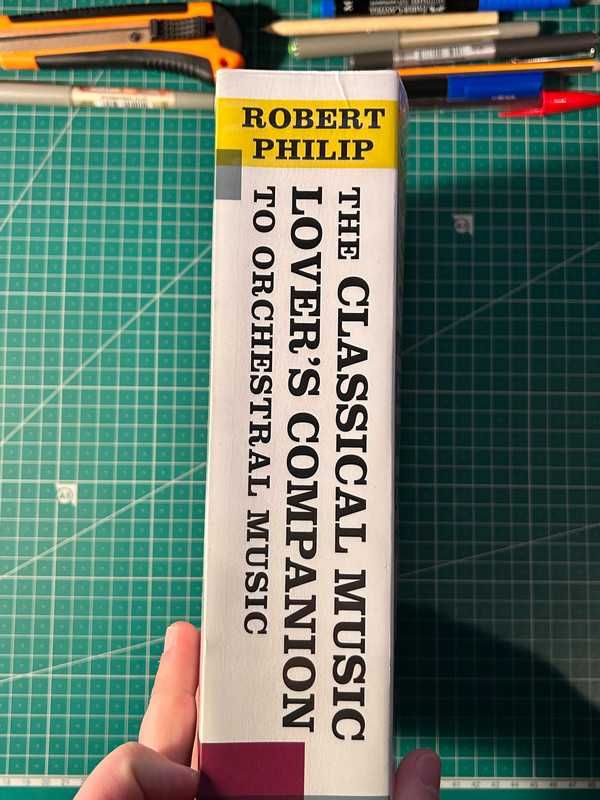 ROBERT
PHILIP
THE CLASSICAL MUSIC
LOVER'S COMPANION
TO ORCHESTRAL MUSIC